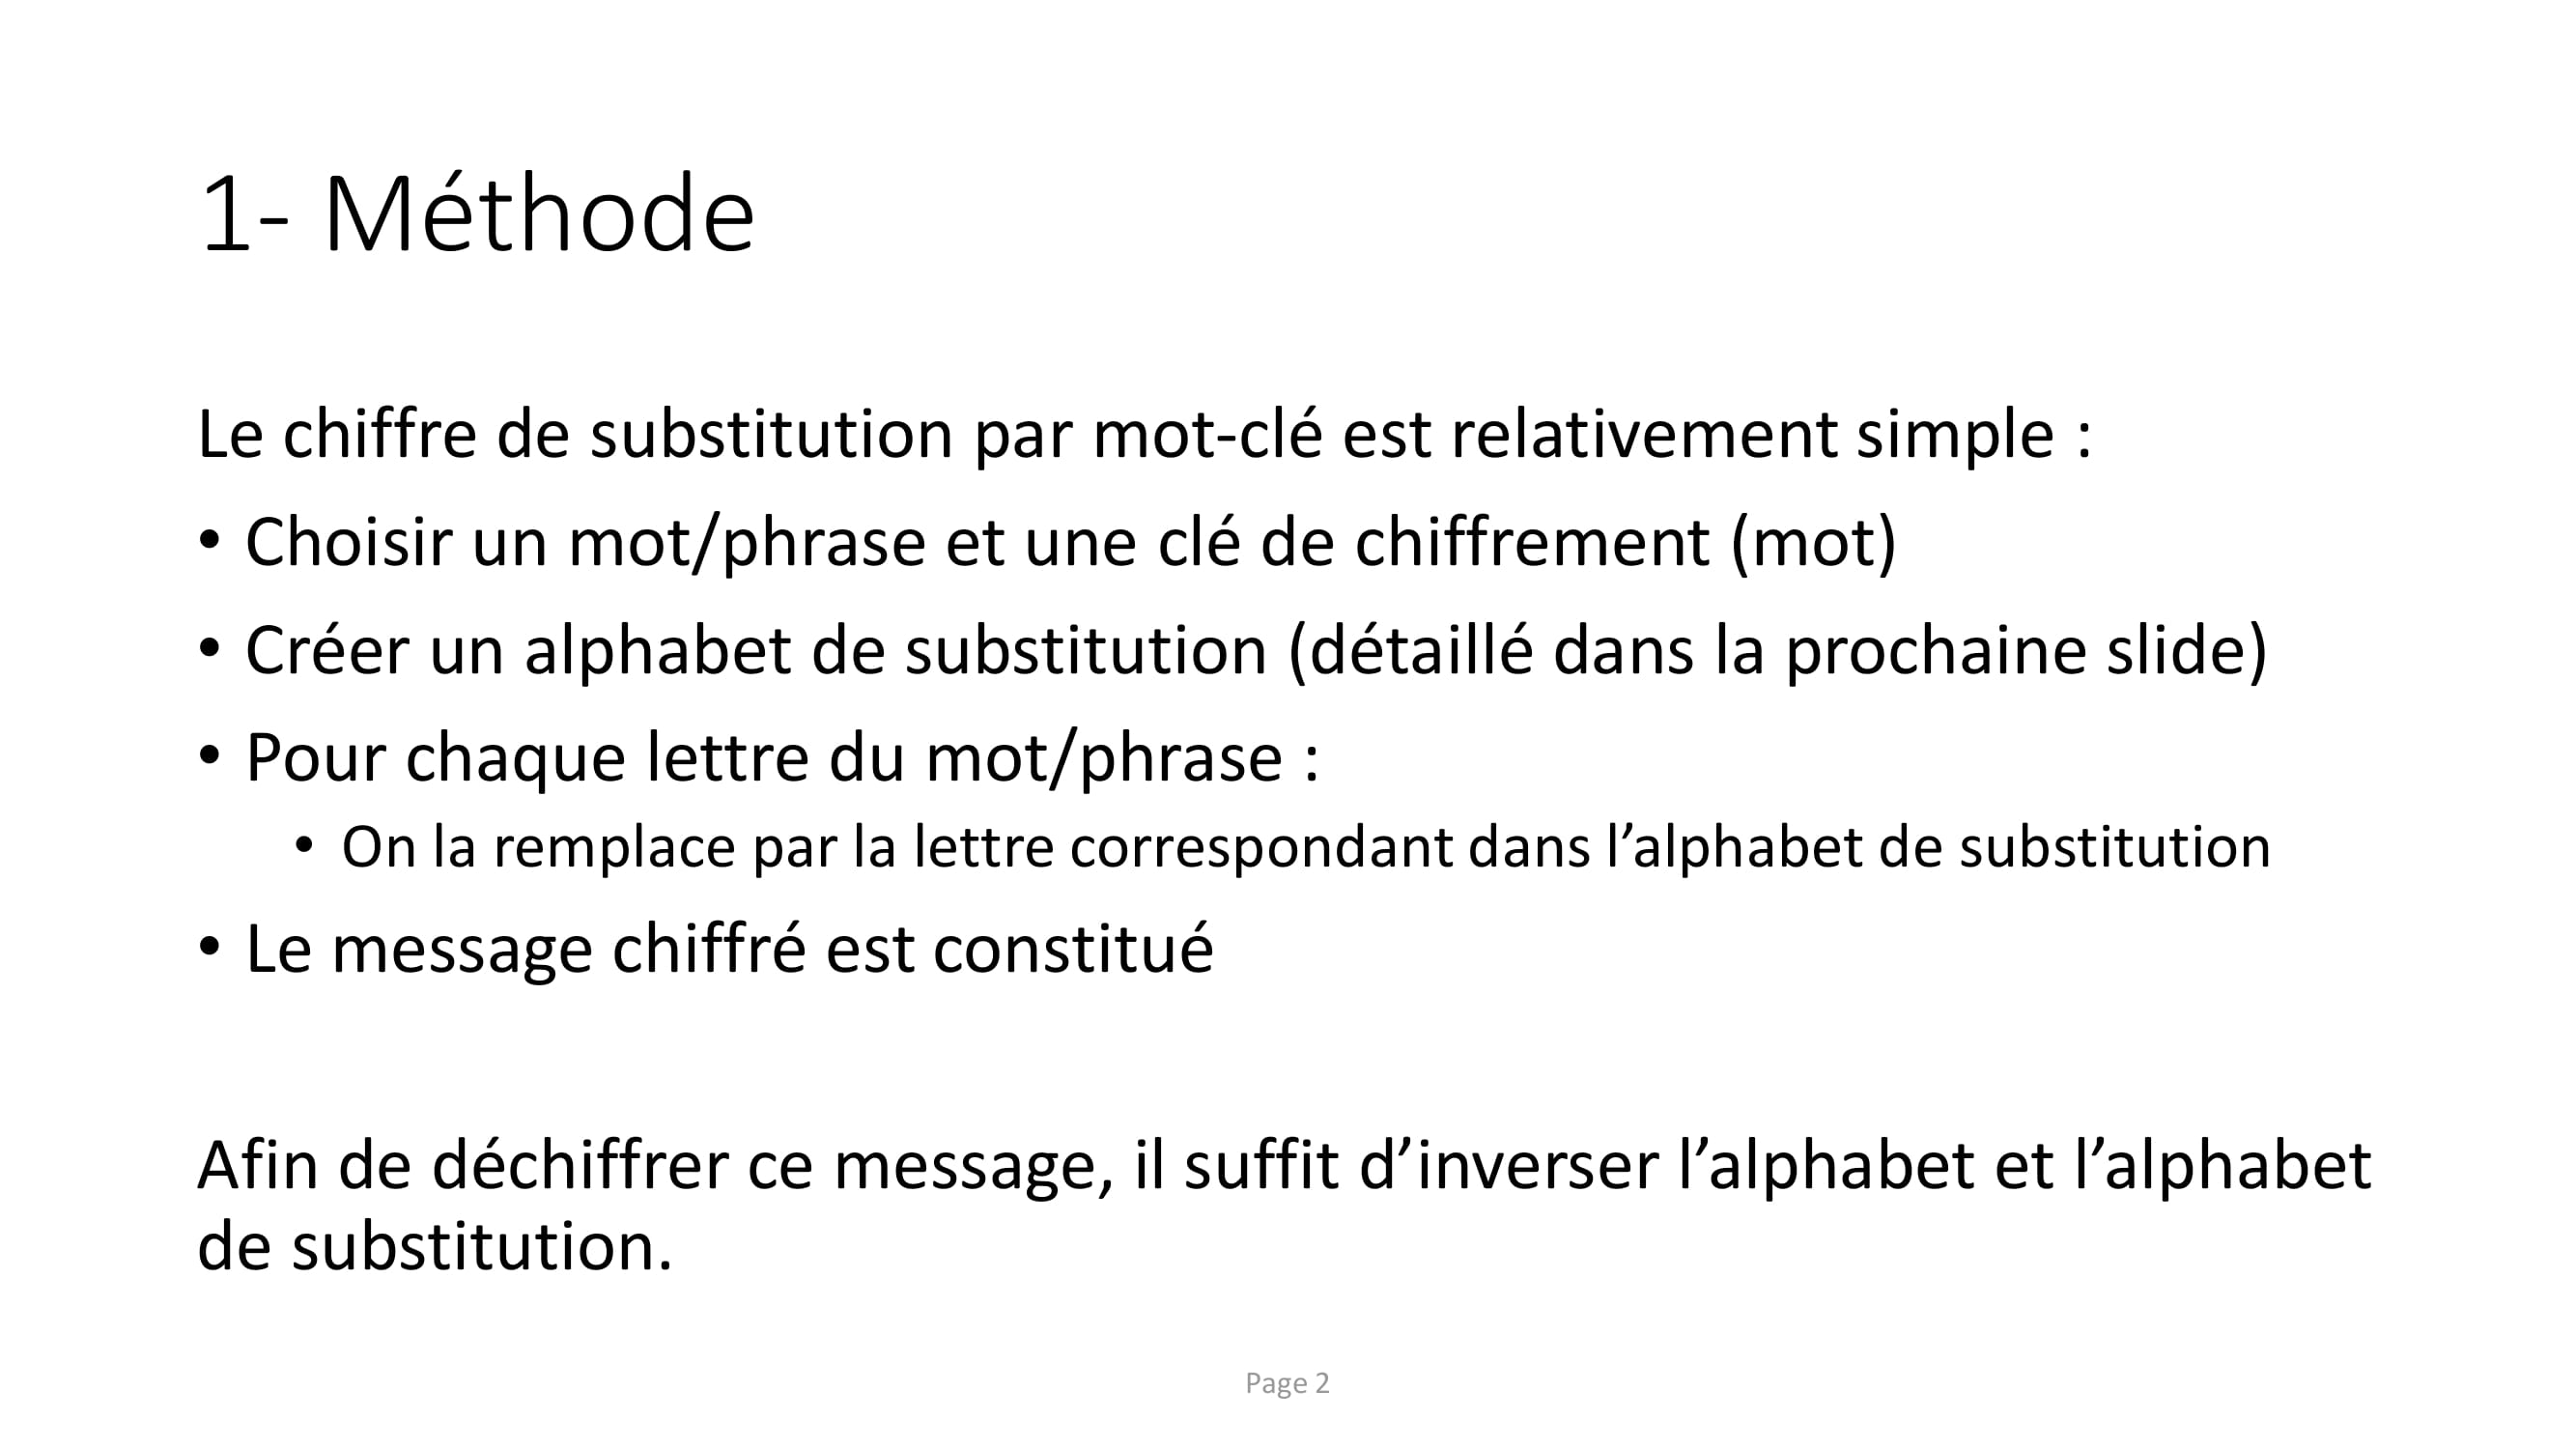 1- Méthode
Le chiffre de substitution par mot-clé est relativement simple :
• Choisir un mot/phrase et une clé de chiffrement (mot)
• Créer un alphabet de substitution (détaillé dans la prochaine slide)
• Pour chaque lettre du mot/phrase :
• On la remplace par la lettre correspondant dans l’alphabet de substitution
• Le message chiffré est constitué
Afin de déchiffrer ce message, il suffit d’inverser l’alphabet et l’alphabet
de substitution.
Page 2